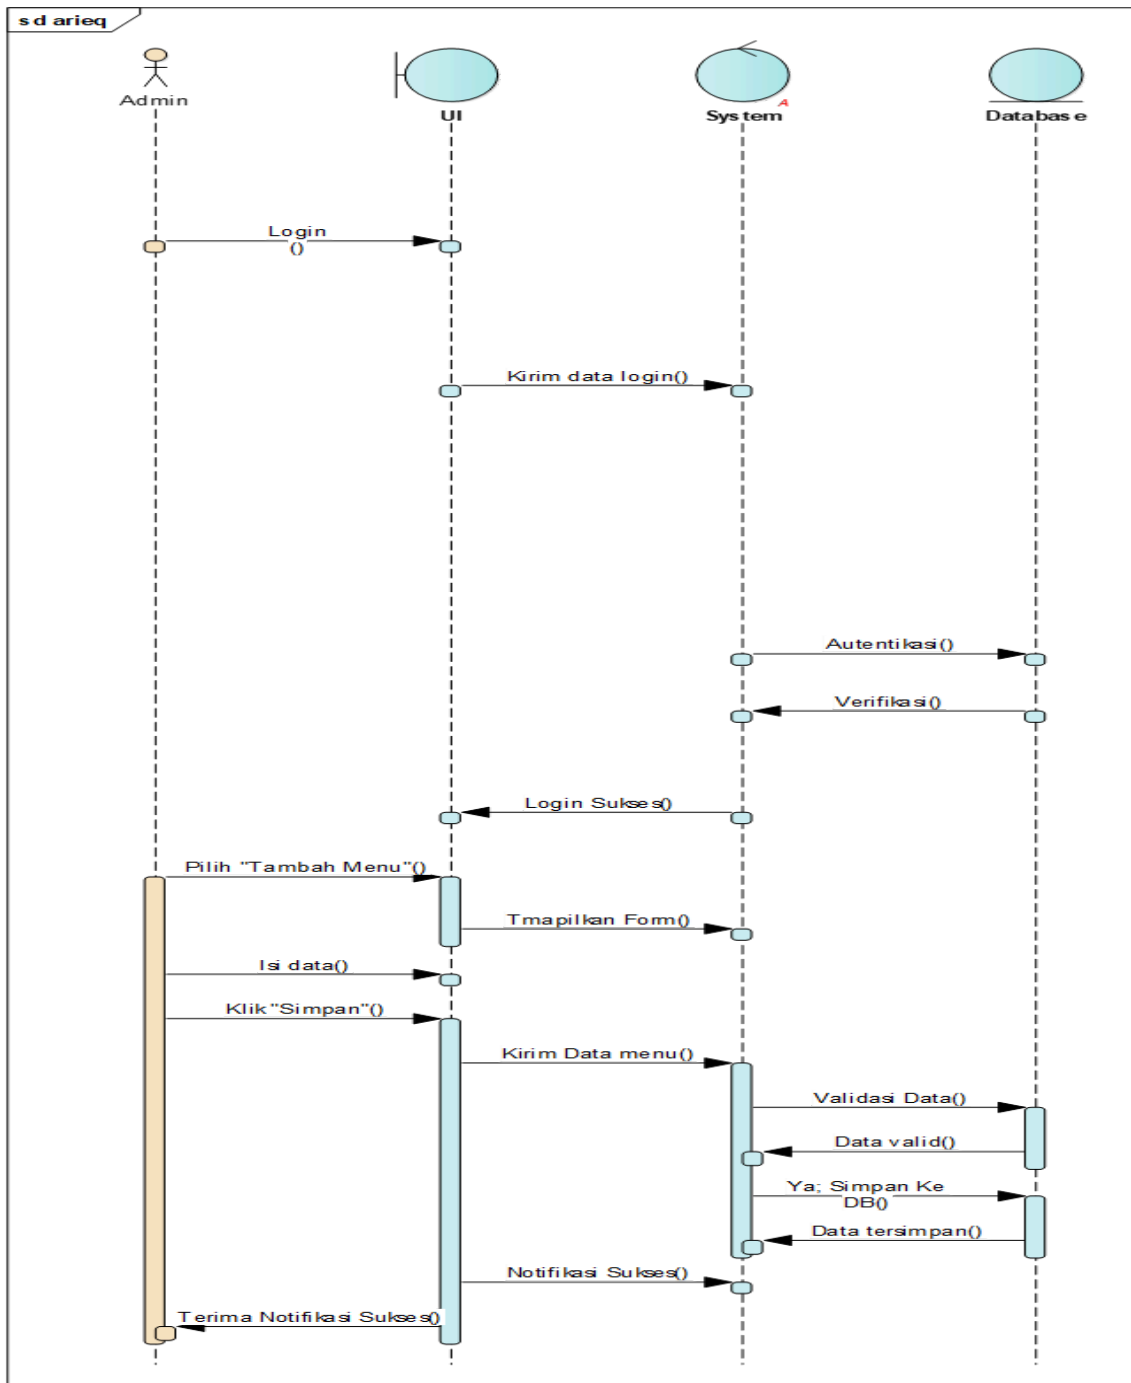 sd arieq
Admin
UI
System
A
Database
Login
()
Kirim data login()
Autentikasi()
Verifikasi()
Login Sukses()
Pilih "Tambah Menu"()
Tmapilkan Form()
Isi data()
Klik "Simpan"()
Kirim Data menu()
Validasi Data()
Data valid()
Ya; Simpan Ke
DB()
Data tersimpan()
Notifikasi Sukses()
Terima Notifikasi Sukses()